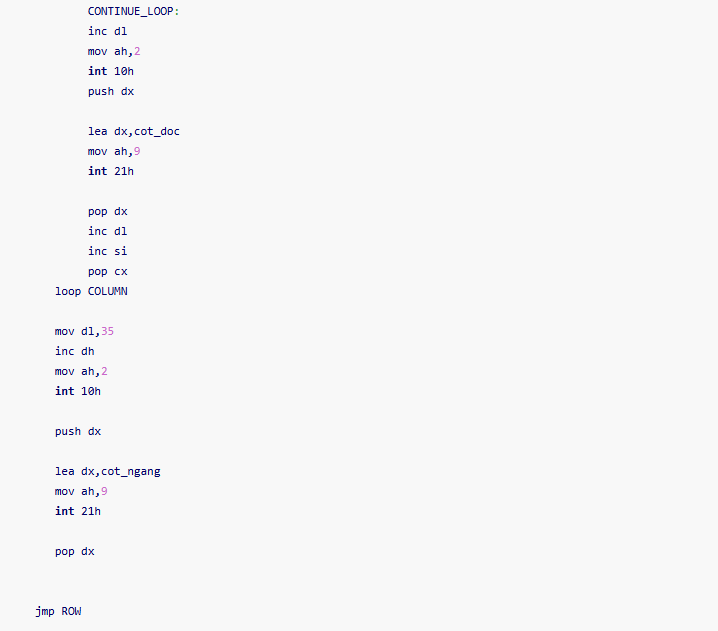 CONTINUE_LOOP:
inc dl
mov ah,2
int 10h
push dx
lea dx,cot_doc
mov ah,9
int 21h
pop dx
inc dl
inc si
pop cx
loop COLUMN
mov dl,35
inc dh
mov ah,2
int 10h
push dx
lea dx,cot_ngang
mov ah,9
int 21h
pop dx
jmp ROW